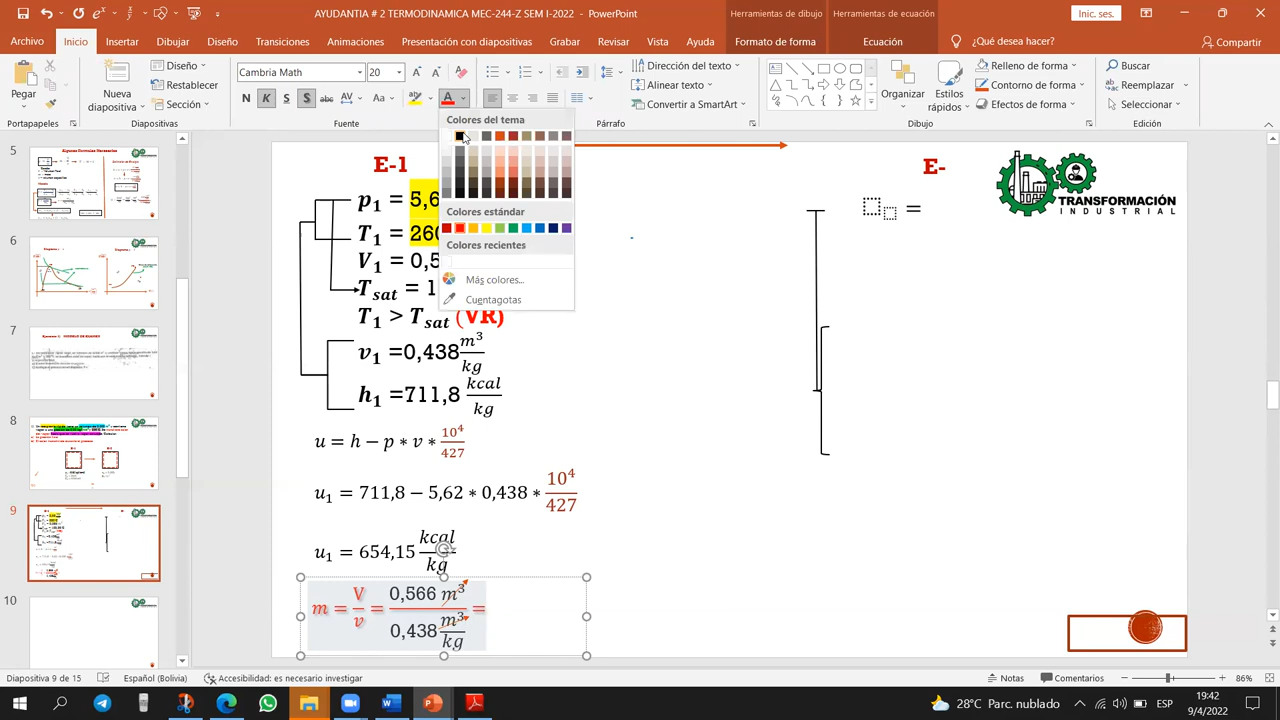 AYUDANTIA # 2 TERMODINAMICA MEC-244-Z SEM I-2022 - PowerPoint
Herramientas de dibujo
Herramientas de ecuación
Inic. ses.
Archivo Inicio Insertar Dibujar Diseño Transiciones Animaciones Presentación con diapositivas Grabar Revisar Vista Ayuda Formato de forma Ecuación ¿Qué desea hacer? Compartir
Pegar
Nueva diapositiva
Diseño
Restablecer
Sección
Cambria Math 20
N K S S abc AV Aa A
Dirección del texto
Alinear texto
Convertir a SmartArt
Organizar
Estilos rápidos
Relleno de forma
Contorno de forma
Efectos de forma
Buscar
Reemplazar
Seleccionar
Portapapeles Diapositivas Fuente Párrafo Dibujo Edición
Colores del tema
Colores estándar
Colores recientes
Más colores...
Cuentagotas
5
6
7
8
9
10
E-1
p₁ = 5,6
T₁ = 260
V₁ = 0,5
T_sat = 1
T₁ > T_sat (VR)
v₁ =0,438 m³/kg
h₁ =711,8 kcal/kg
u = h − p ∗ v ∗ 10⁴/427
u₁ = 711,8 − 5,62 ∗ 0,438 ∗ 10⁴/427
u₁ = 654,15 kcal/kg
m = V/v = 0,566 m³ / 0,438 m³/kg =
E-
=
TRANSFORMACIÓN
INDUSTRIAL
Diapositiva 9 de 15 Español (Bolivia) Accesibilidad: es necesario investigar Notas Comentarios 86%
28°C Parc. nublado ESP 19:42
9/4/2022